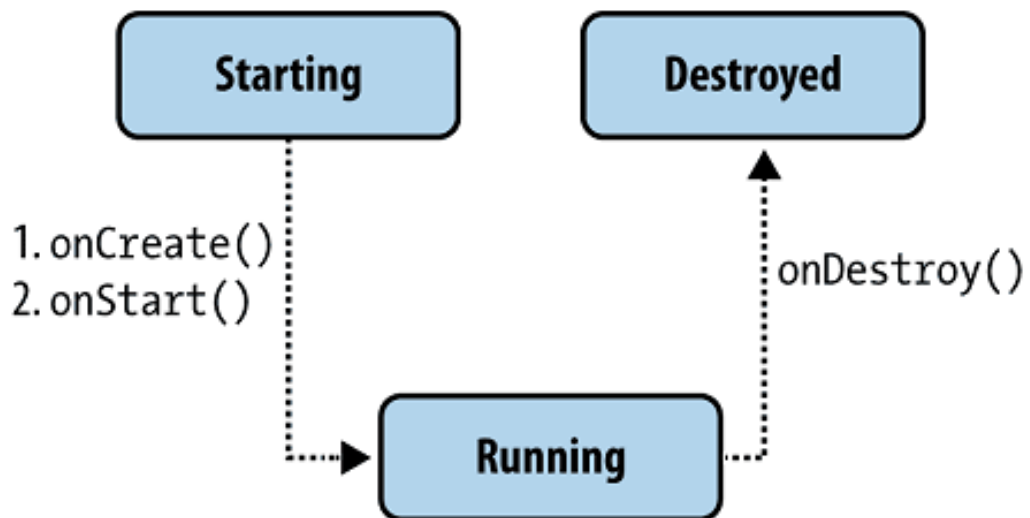 Starting
Destroyed
1. onCreate()
2. onStart()
onDestroy()
Running